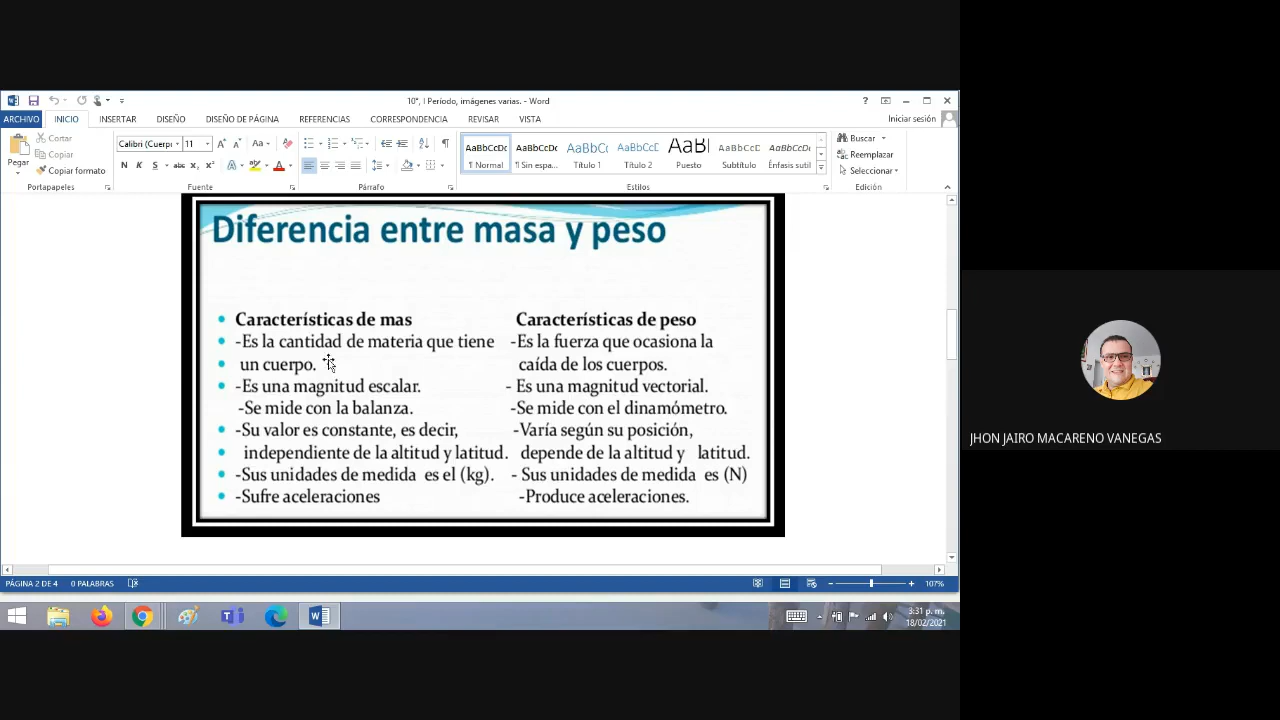 10°, I Período, imágenes varias. - Word
ARCHIVO INICIO INSERTAR DISEÑO DISEÑO DE PÁGINA REFERENCIAS CORRESPONDENCIA REVISAR VISTA Iniciar sesión
Pegar
Cortar
Copiar
Copiar formato
Portapapeles
Calibri (Cuerp 11
N K S abc x₂ x²
Fuente
Párrafo
AaBbCcDc AaBbCcDc AaBbC AaBbCcC AaBl AaBbCcC AaBbCcDc
¶ Normal ¶ Sin espa... Título 1 Título 2 Puesto Subtítulo Énfasis sutil
Estilos
Buscar
Reemplazar
Seleccionar
Edición
Diferencia entre masa y peso
Características de mas
-Es la cantidad de materia que tiene
un cuerpo.
-Es una magnitud escalar.
-Se mide con la balanza.
-Su valor es constante, es decir,
independiente de la altitud y latitud.
-Sus unidades de medida es el (kg).
-Sufre aceleraciones
Características de peso
-Es la fuerza que ocasiona la
caída de los cuerpos.
- Es una magnitud vectorial.
-Se mide con el dinamómetro.
-Varía según su posición,
depende de la altitud y latitud.
- Sus unidades de medida es (N)
-Produce aceleraciones.
JHON JAIRO MACARENO VANEGAS
PÁGINA 2 DE 4 0 PALABRAS 107%
3:31 p. m.
18/02/2021